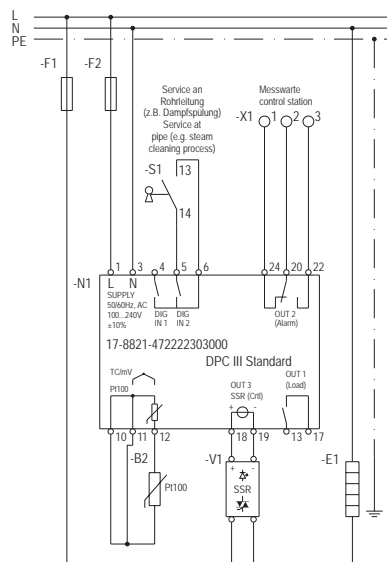 L
N
PE
-F1
-F2
Service an
Rohrleitung
(z.B. Dampfspülung)
Service at
pipe (e.g. steam
cleaning process)
Messwarte
control station
-X1 1 2 3
-S1
13
14
1 3 4 5 6 24 20 22
-N1
L N
SUPPLY
50/60Hz, AC
100...240V
±10%
DIG
IN 1
DIG
IN 2
OUT 2
(Alarm)
17-8821-472222303000
DPC III Standard
TC/mV
Pt100
OUT 3
SSR (Crtl)
+ -
OUT 1
(Load)
10 11 12 18 19 13 17
-B2
Pt100
-V1
+ -
SSR
-E1